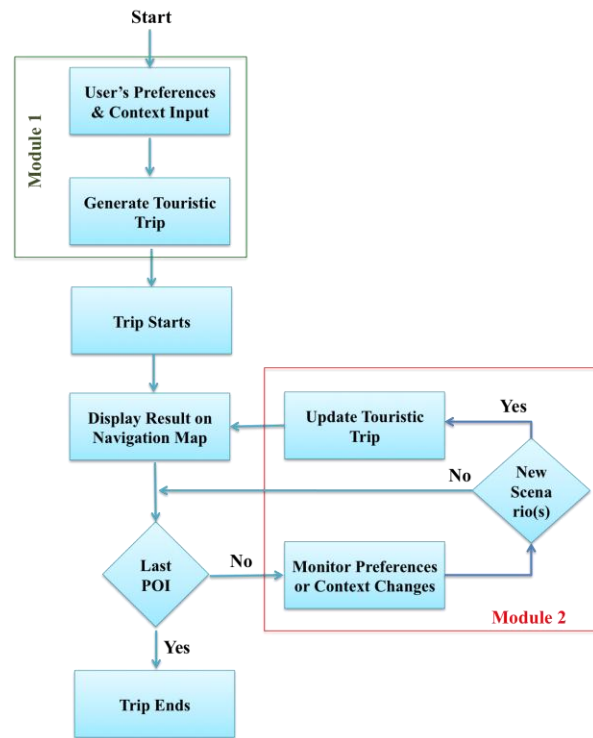 Start
Module 1
User's Preferences
& Context Input
Generate Touristic
Trip
Trip Starts
Display Result on
Navigation Map
Update Touristic
Trip
Yes
No
New
Scena
rio(s)
Last
POI
No
Monitor Preferences
or Context Changes
Module 2
Yes
Trip Ends